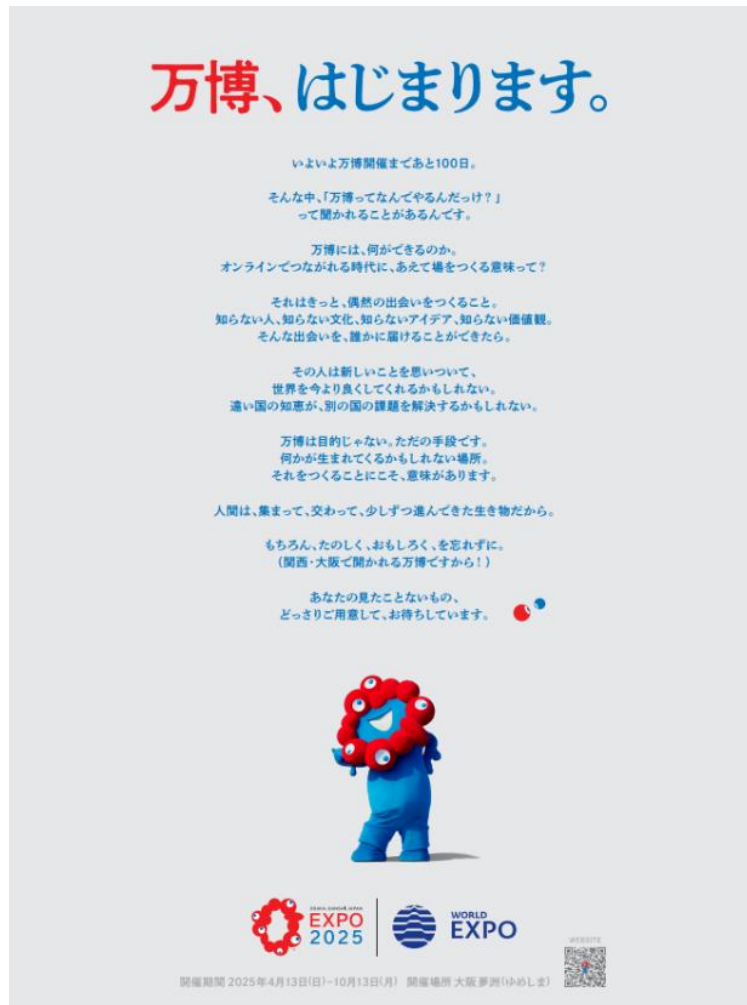 万博、はじまります。
いよいよ万博開催まであと100日。
そんな中、「万博ってなんでやるんだっけ?」
って聞かれることがあるんです。
万博には、何ができるのか。
オンラインでつながれる時代に、あえて場をつくる意味って?
それはきっと、偶然の出会いをつくること。
知らない人、知らない文化、知らないアイデア、知らない価値観。
そんな出会いを、誰かに届けることができたら。
その人は新しいことを思いついて、
世界を今より良くしてくれるかもしれない。
遠い国の知恵が、別の国の課題を解決するかもしれない。
万博は目的じゃない。ただの手段です。
何かが生まれてくるかもしれない場所。
それをつくることにこそ、意味があります。
人間は、集まって、交わって、少しずつ進んできた生き物だから。
もちろん、たのしく、おもしろく、を忘れずに。
(関西・大阪で開かれる万博ですから!)
あなたの見たことないもの、
どっさりご用意して、お待ちしています。
OSAKA, KANSAI, JAPAN
EXPO
2025
WORLD
EXPO
WEBSITE
開催期間 2025年4月13日(日)-10月13日(月) 開催場所 大阪 夢洲(ゆめしま)